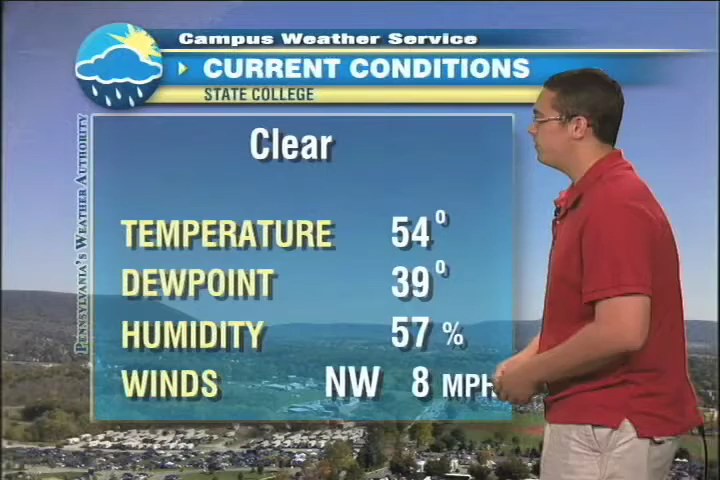 Campus Weather Service
CURRENT CONDITIONS
STATE COLLEGE
PENNSYLVANIA'S WEATHER AUTHORITY
Clear
TEMPERATURE 54°
DEWPOINT 39°
HUMIDITY 57 %
WINDS NW 8 MPH